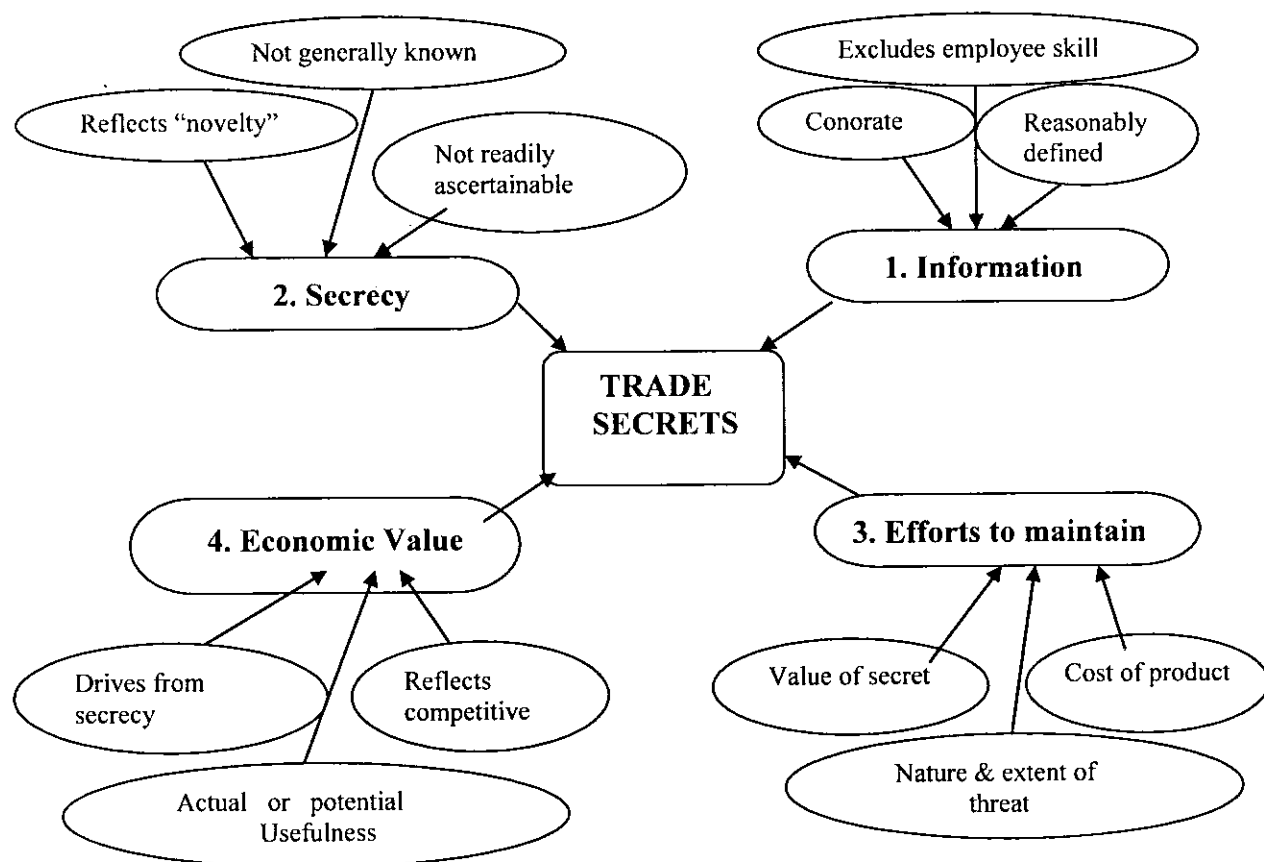 Not generally known
Reflects “novelty”
Not readily
ascertainable
2. Secrecy
Excludes employee skill
Conorate
Reasonably
defined
1. Information
TRADE
SECRETS
4. Economic Value
Drives from
secrecy
Reflects
competitive
Actual or potential
Usefulness
3. Efforts to maintain
Value of secret
Cost of product
Nature & extent of
threat